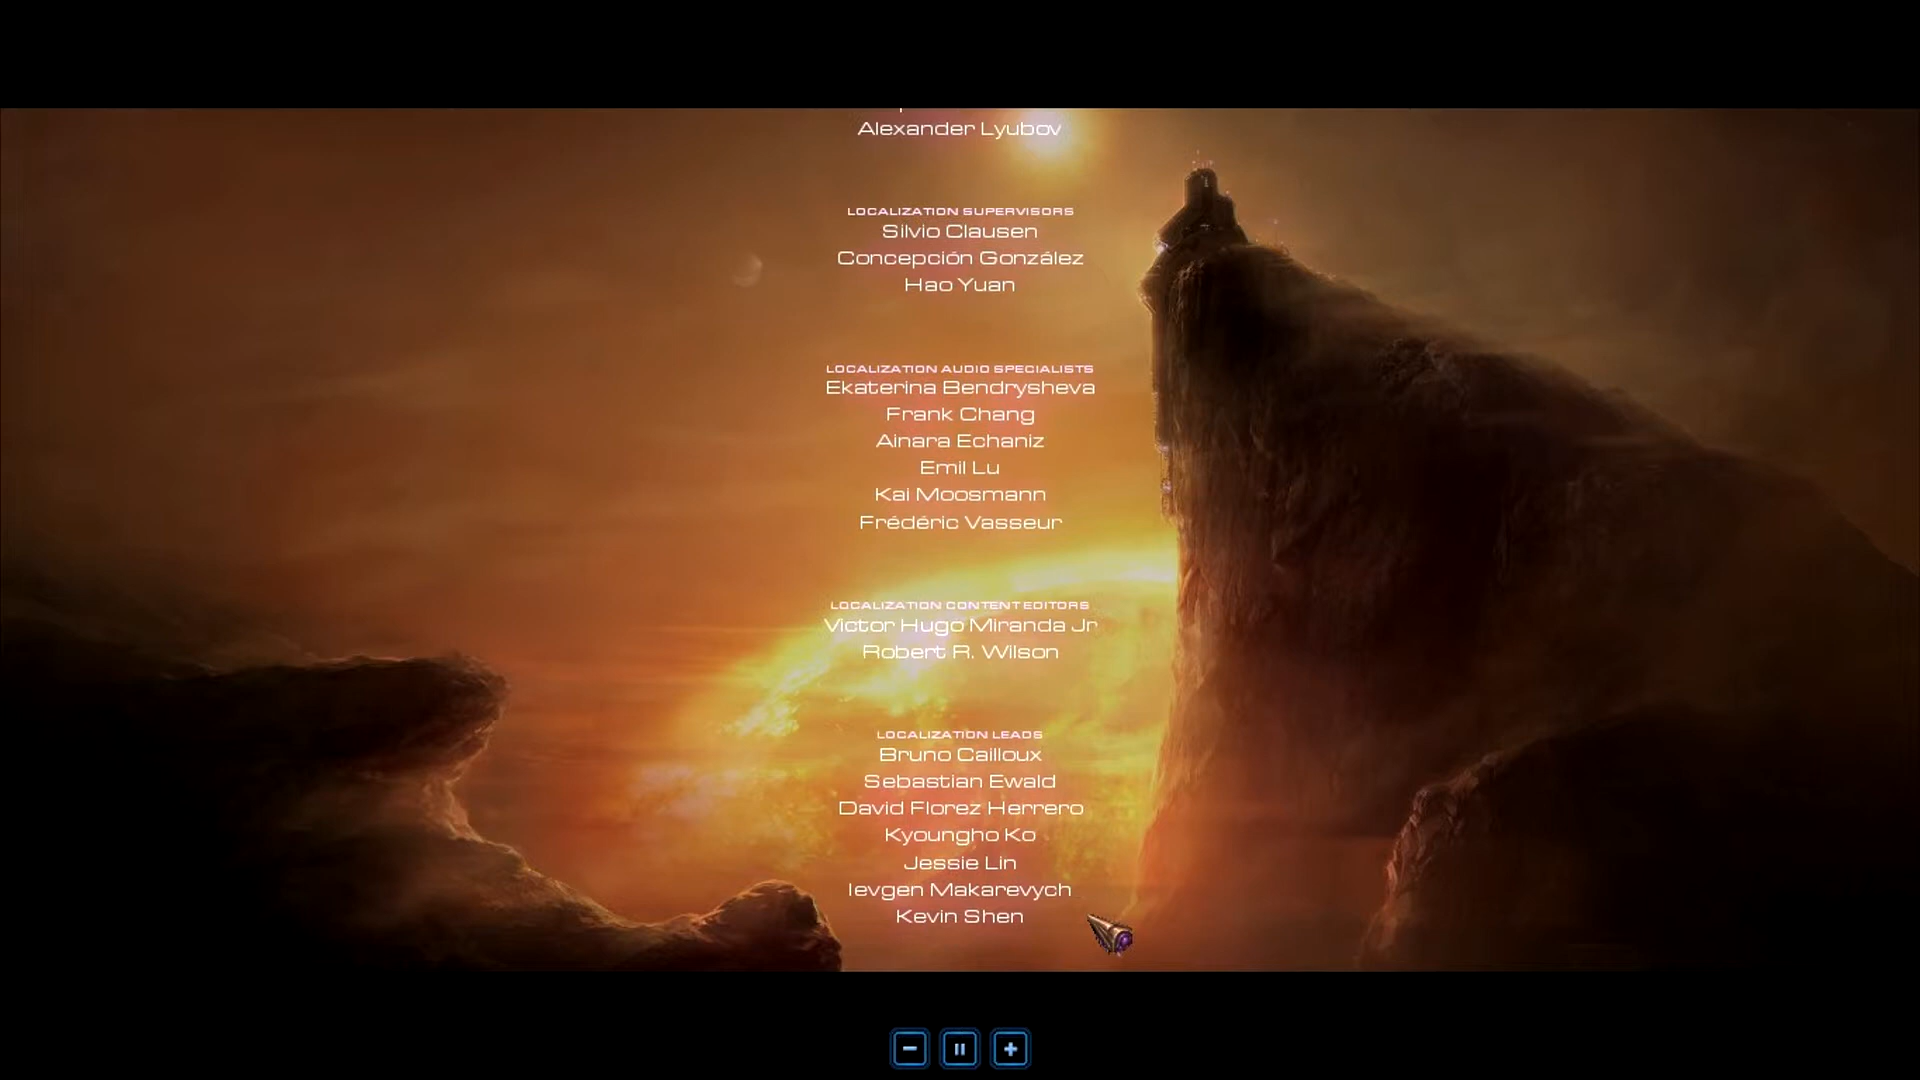 Alexander Lyubov
LOCALIZATION SUPERVISORS
Silvio Clausen
Concepción González
Hao Yuan
LOCALIZATION AUDIO SPECIALISTS
Ekaterina Bendrysheva
Frank Chang
Ainara Echaniz
Emil Lu
Kai Moosmann
Frédéric Vasseur
LOCALIZATION CONTENT EDITORS
Victor Hugo Miranda Jr
Robert R. Wilson
LOCALIZATION LEADS
Bruno Cailloux
Sebastian Ewald
David Florez Herrero
Kyoungho Ko
Jessie Lin
Ievgen Makarevych
Kevin Shen